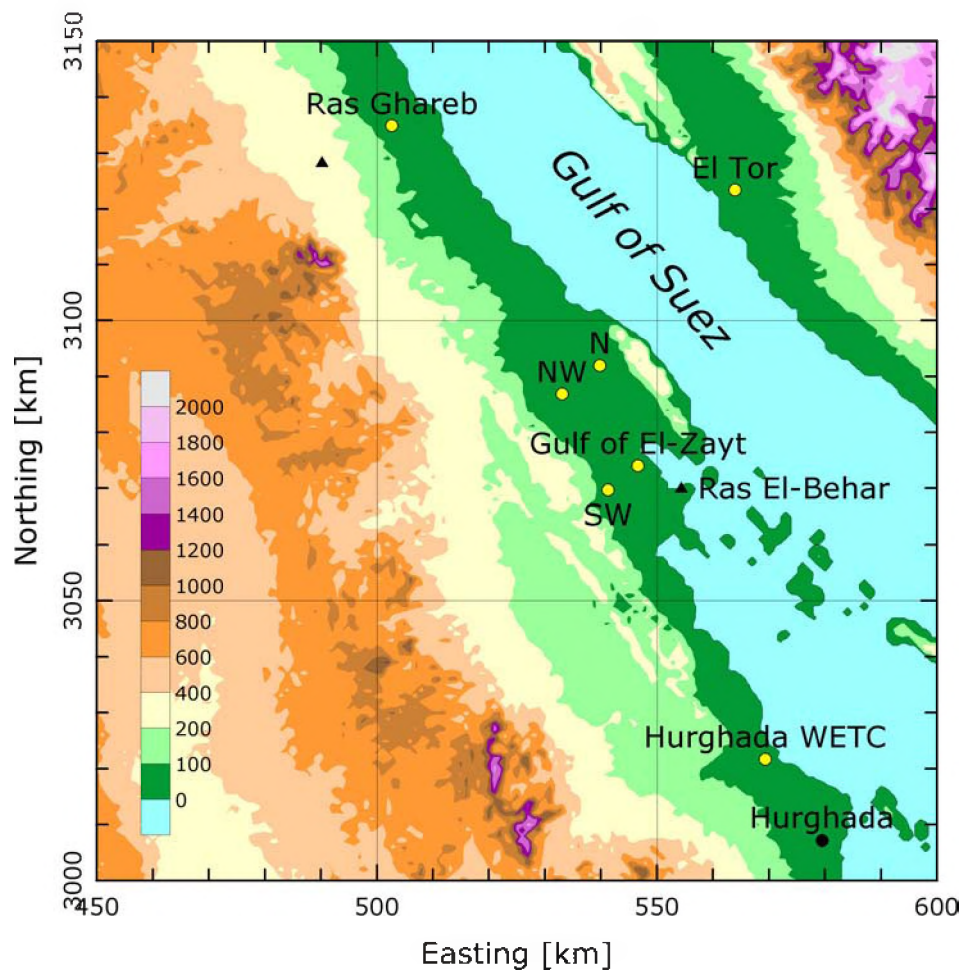 3150
Ras Ghareb
El Tor
Gulf of Suez
3100
N
NW
Northing [km]
2000
1800
1600
1400
1200
1000
800
600
400
200
100
0
Gulf of El-Zayt
Ras El-Behar
SW
3050
Hurghada WETC
Hurghada
3000
450
500
550
600
Easting [km]